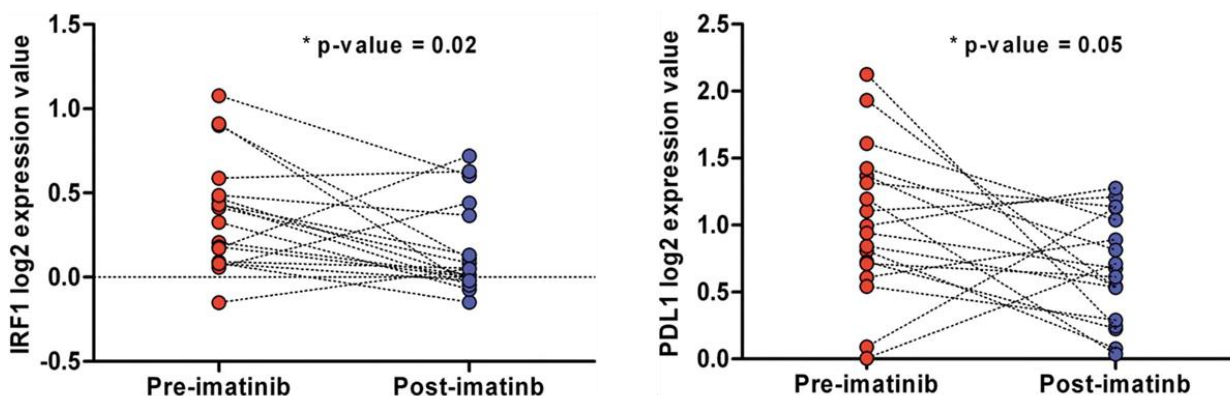 IRF1 log2 expression value
1.5
1.0
0.5
0.0
-0.5
* p-value = 0.02
Pre-imatinib
Post-imatinb
PDL1 log2 expression value
2.5
2.0
1.5
1.0
0.5
0.0
* p-value = 0.05
Pre-imatinib
Post-imatinb